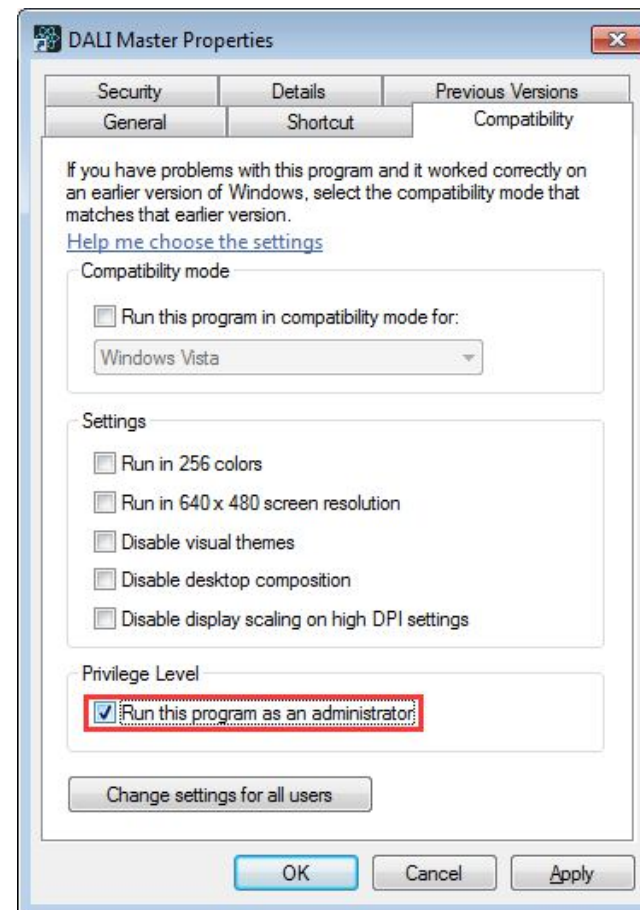 DALI Master Properties
Security
Details
Previous Versions
General
Shortcut
Compatibility
If you have problems with this program and it worked correctly on
an earlier version of Windows, select the compatibility mode that
matches that earlier version.
Help me choose the settings
Compatibility mode
Run this program in compatibility mode for:
Windows Vista
Settings
Run in 256 colors
Run in 640 x 480 screen resolution
Disable visual themes
Disable desktop composition
Disable display scaling on high DPI settings
Privilege Level
Run this program as an administrator
Change settings for all users
OK
Cancel
Apply